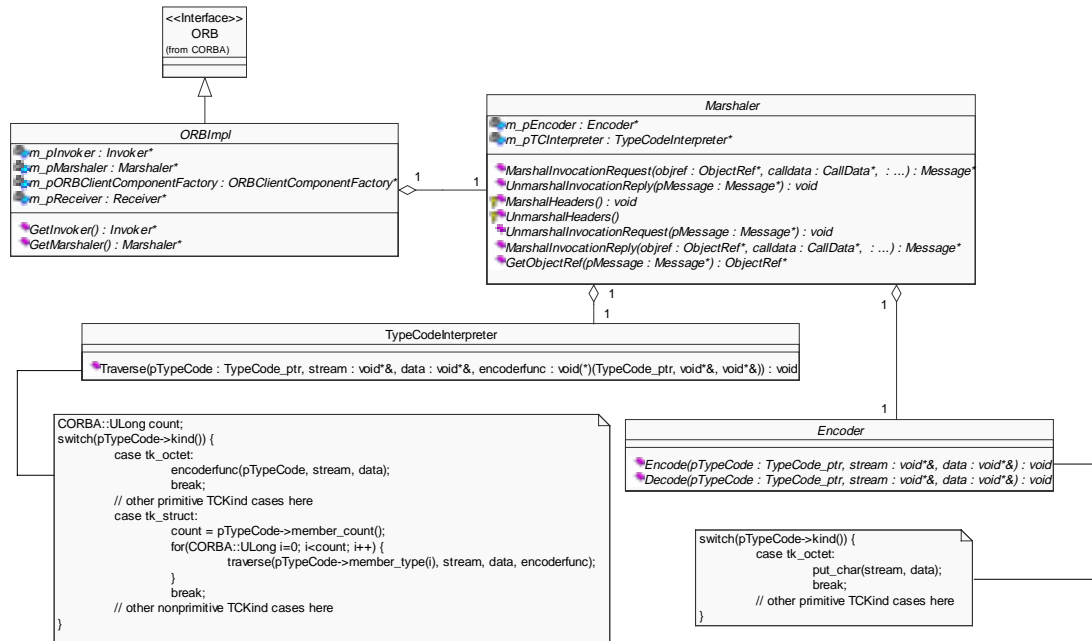 <<Interface>>
ORB
(from CORBA)
ORBImpl
m_pInvoker : Invoker*
m_pMarshaler : Marshaler*
m_pORBClientComponentFactory : ORBClientComponentFactory*
m_pReceiver : Receiver*
GetInvoker() : Invoker*
GetMarshaler() : Marshaler*
1
1
Marshaler
m_pEncoder : Encoder*
m_pTCInterpreter : TypeCodeInterpreter*
MarshalInvocationRequest(objref : ObjectRef*, calldata : CallData*, : ...) : Message*
UnmarshalInvocationReply(pMessage : Message*) : void
MarshalHeaders() : void
UnmarshalHeaders()
UnmarshalInvocationRequest(pMessage : Message*) : void
MarshalInvocationReply(objref : ObjectRef*, calldata : CallData*, : ...) : Message*
GetObjectRef(pMessage : Message*) : ObjectRef*
1
1
1
1
TypeCodeInterpreter
Traverse(pTypeCode : TypeCode_ptr, stream : void*&, data : void*&, encoderfunc : void(*)(TypeCode_ptr, void*&, void*&)) : void
CORBA::ULong count;
switch(pTypeCode->kind()) {
case tk_octet:
encoderfunc(pTypeCode, stream, data);
break;
// other primitive TCKind cases here
case tk_struct:
count = pTypeCode->member_count();
for(CORBA::ULong i=0; i<count; i++) {
traverse(pTypeCode->member_type(i), stream, data, encoderfunc);
}
break;
// other nonprimitive TCKind cases here
}
Encoder
Encode(pTypeCode : TypeCode_ptr, stream : void*&, data : void*&) : void
Decode(pTypeCode : TypeCode_ptr, stream : void*&, data : void*&) : void
switch(pTypeCode->kind()) {
case tk_octet:
put_char(stream, data);
break;
// other primitive TCKind cases here
}